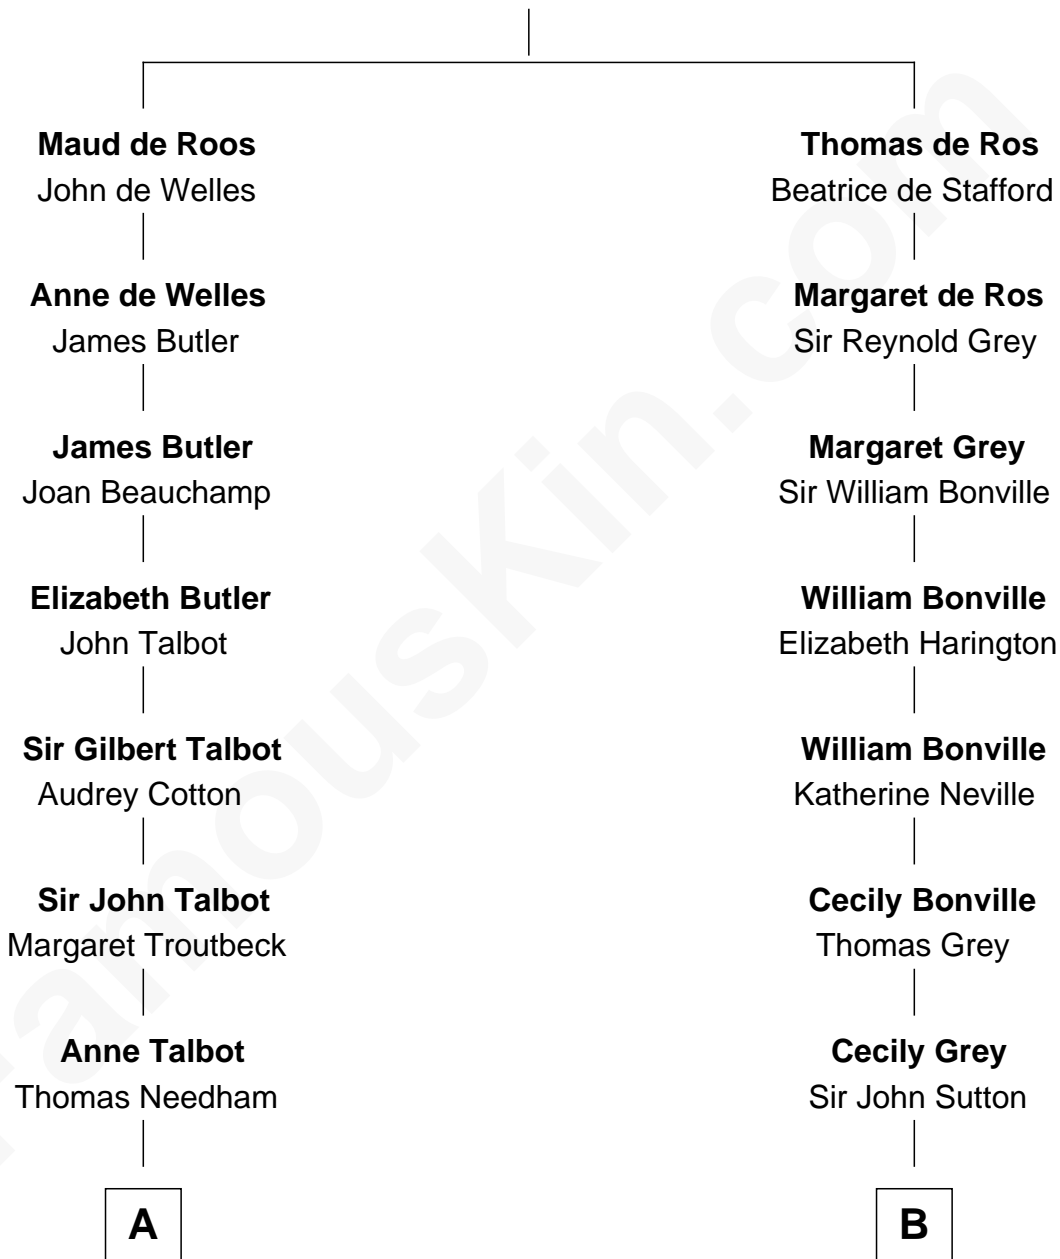 Maud de Roos
John de Welles
Anne de Welles
James Butler
James Butler
Joan Beauchamp
Elizabeth Butler
John Talbot
Sir Gilbert Talbot
Audrey Cotton
Sir John Talbot
Margaret Troutbeck
Anne Talbot
Thomas Needham
A
Thomas de Ros
Beatrice de Stafford
Margaret de Ros
Sir Reynold Grey
Margaret Grey
Sir William Bonville
William Bonville
Elizabeth Harington
William Bonville
Katherine Neville
Cecily Bonville
Thomas Grey
Cecily Grey
Sir John Sutton
B
FamousKin.com